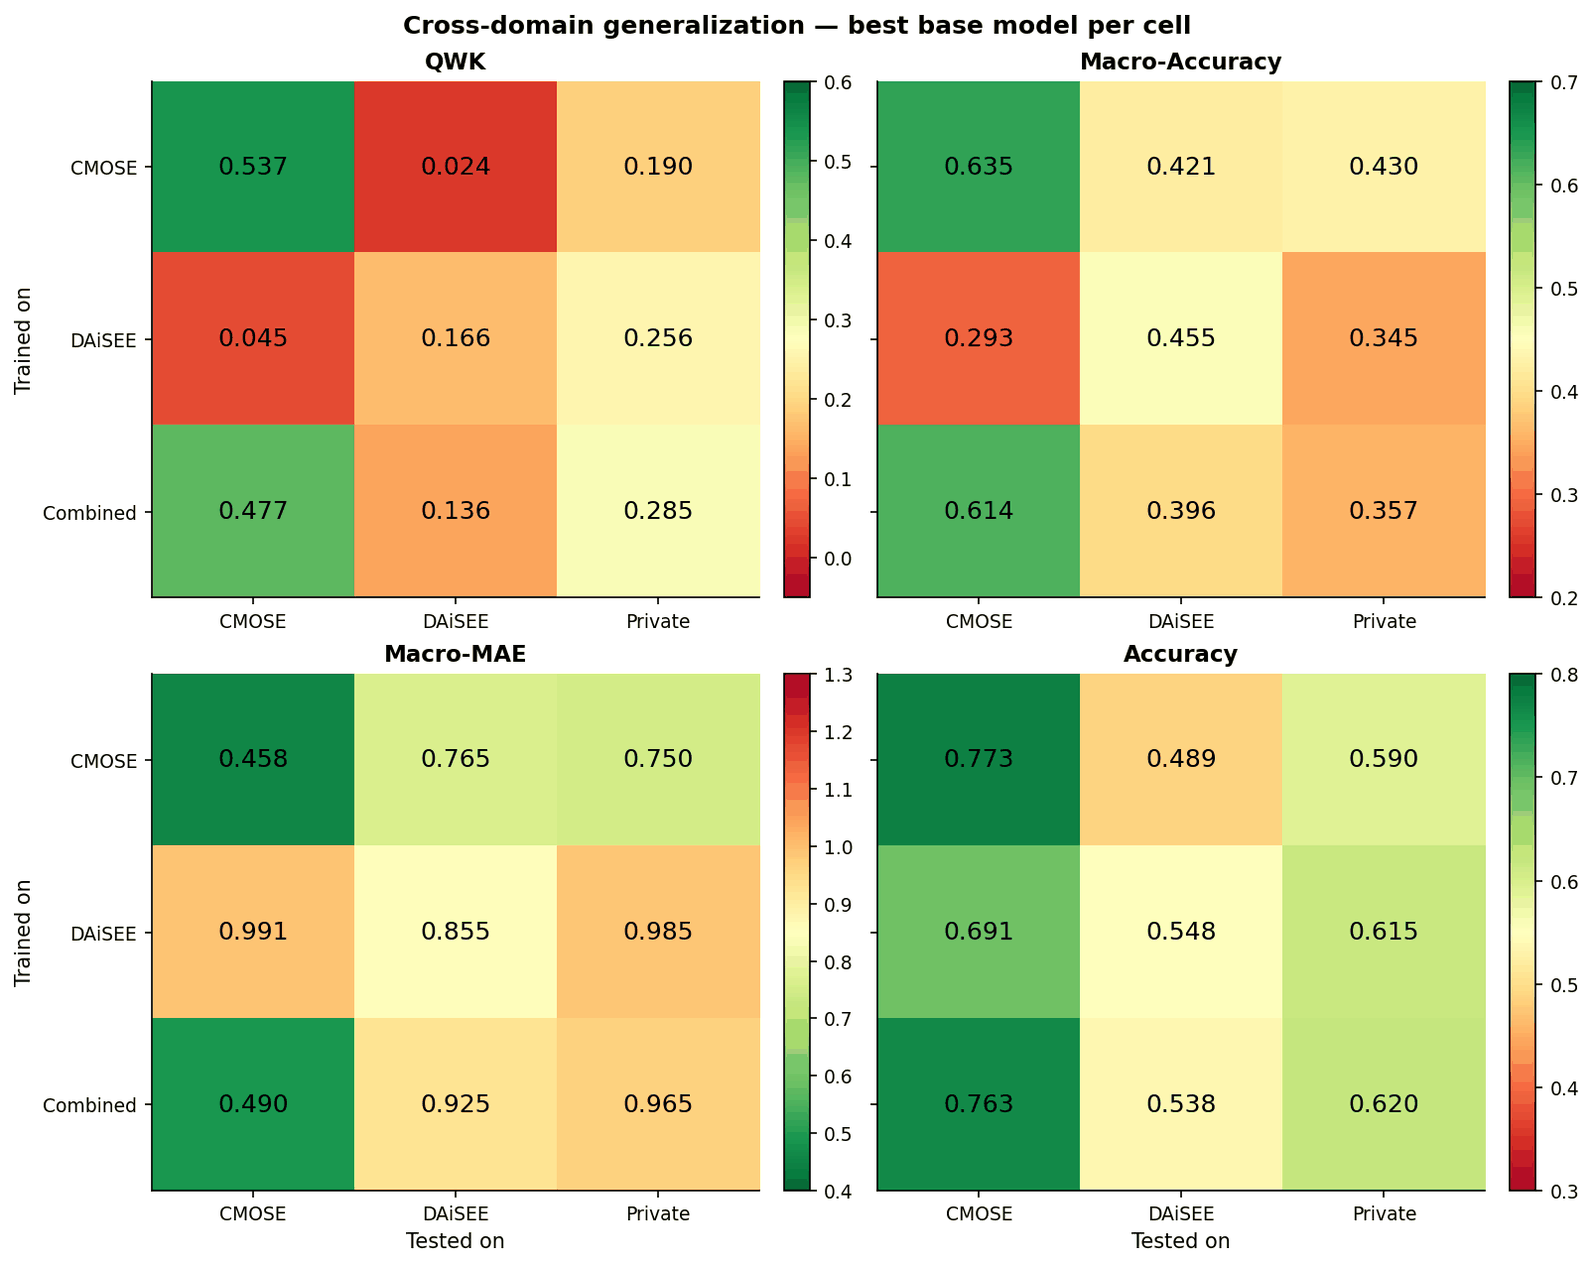 Cross-domain generalization — best base model per cell
QWK
Trained on
CMOSE
DAiSEE
Combined
0.537 0.024 0.190
0.045 0.166 0.256
0.477 0.136 0.285
CMOSE DAiSEE Private
0.6
0.5
0.4
0.3
0.2
0.1
0.0
Macro-Accuracy
0.635 0.421 0.430
0.293 0.455 0.345
0.614 0.396 0.357
CMOSE DAiSEE Private
0.7
0.6
0.5
0.4
0.3
0.2
Macro-MAE
Trained on
CMOSE
DAiSEE
Combined
0.458 0.765 0.750
0.991 0.855 0.985
0.490 0.925 0.965
CMOSE DAiSEE Private
Tested on
1.3
1.2
1.1
1.0
0.9
0.8
0.7
0.6
0.5
0.4
Accuracy
0.773 0.489 0.590
0.691 0.548 0.615
0.763 0.538 0.620
CMOSE DAiSEE Private
Tested on
0.8
0.7
0.6
0.5
0.4
0.3